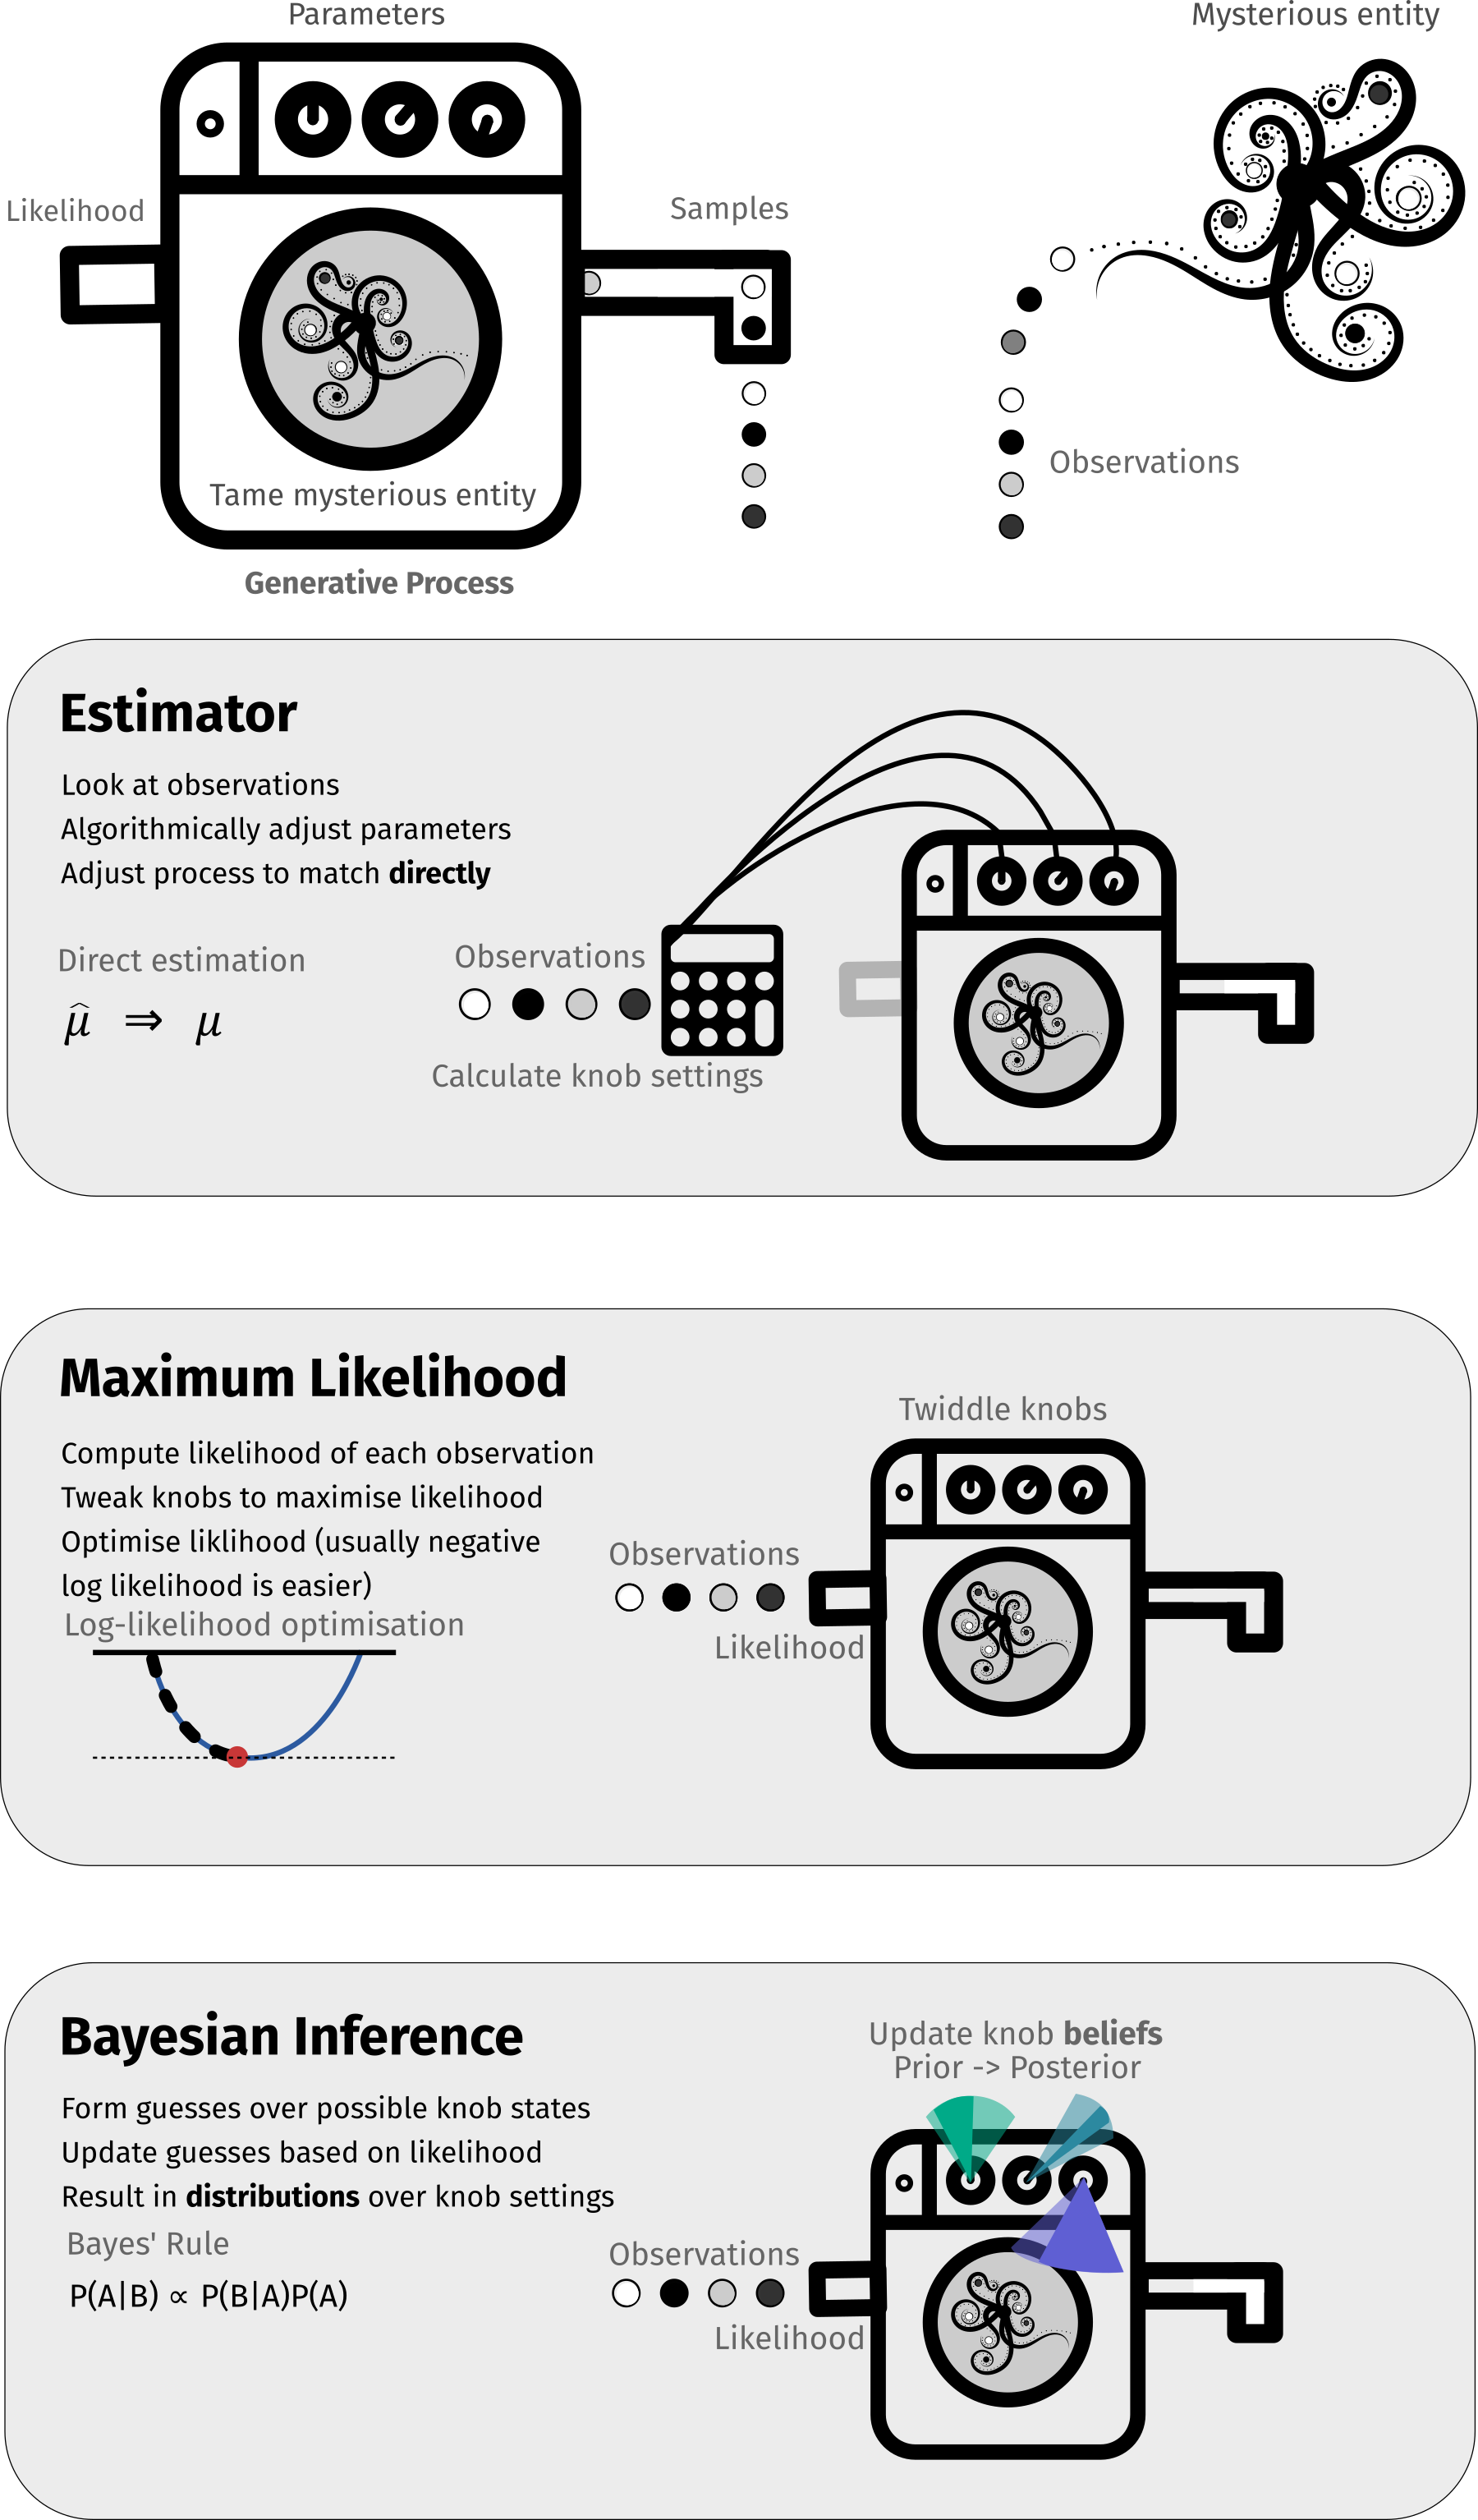 Parameters
Mysterious entity
Likelihood
Samples
Observations
Tame mysterious entity
Generative Process
Estimator
Look at observations
Algorithmically adjust parameters
Adjust process to match directly
Direct estimation
μ̂ ⇒ μ
Observations
Calculate knob settings
Maximum Likelihood
Compute likelihood of each observation
Tweak knobs to maximise likelihood
Optimise liklihood (usually negative
log likelihood is easier)
Log-likelihood optimisation
Twiddle knobs
Observations
Likelihood
Bayesian Inference
Form guesses over possible knob states
Update guesses based on likelihood
Result in distributions over knob settings
Bayes' Rule
P(A|B) ∝ P(B|A)P(A)
Update knob beliefs
Prior -> Posterior
Observations
Likelihood